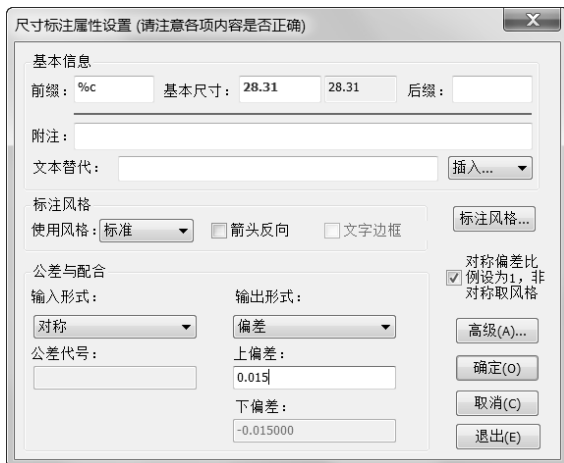 尺寸标注属性设置 (请注意各项内容是否正确)
基本信息
前缀: %c 基本尺寸: 28.31 28.31 后缀:
附注:
文本替代: 插入...
标注风格
使用风格: 标准 箭头反向 文字边框 标注风格...
公差与配合
对称偏差比
例设为1，非
对称取风格
输入形式: 输出形式:
对称 偏差 高级(A)...
公差代号: 上偏差:
0.015 确定(O)
下偏差: 取消(C)
-0.015000 退出(E)